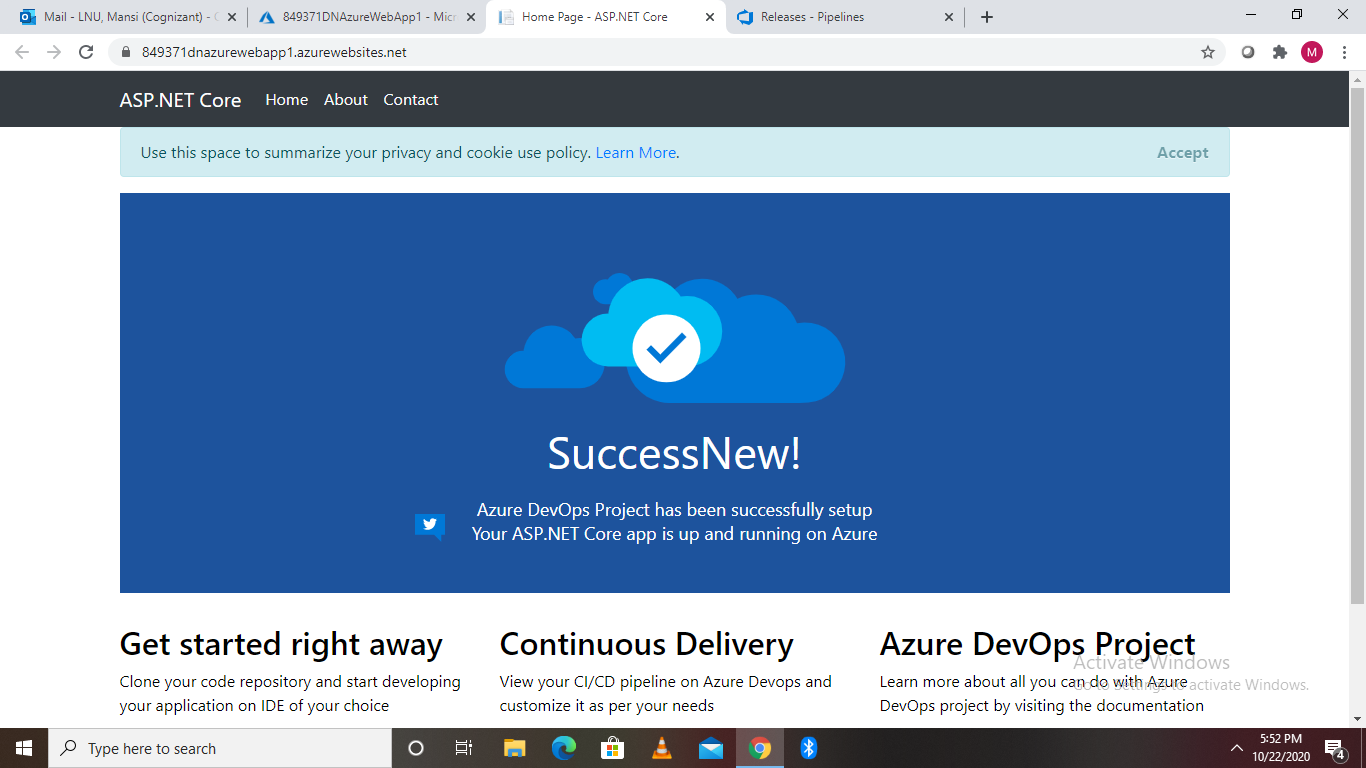 Mail - LNU, Mansi (Cognizant) -
849371DNAzureWebApp1 - Micr
Home Page - ASP.NET Core
Releases - Pipelines
849371dnazurewebapp1.azurewebsites.net
M
ASP.NET Core
Home
About
Contact
Use this space to summarize your privacy and cookie use policy. Learn More.
Accept
SuccessNew!
Azure DevOps Project has been successfully setup
Your ASP.NET Core app is up and running on Azure
Get started right away
Clone your code repository and start developing
your application on IDE of your choice
Continuous Delivery
View your CI/CD pipeline on Azure Devops and
customize it as per your needs
Azure DevOps Project
Learn more about all you can do with Azure
DevOps project by visiting the documentation
Activate Windows
Go to Settings to activate Windows.
Type here to search
5:52 PM
10/22/2020
4